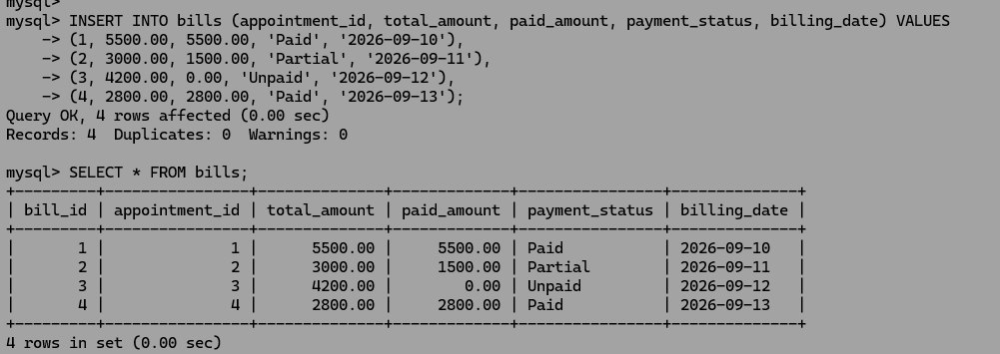 mysql>
mysql> INSERT INTO bills (appointment_id, total_amount, paid_amount, payment_status, billing_date) VALUES
    -> (1, 5500.00, 5500.00, 'Paid', '2026-09-10'),
    -> (2, 3000.00, 1500.00, 'Partial', '2026-09-11'),
    -> (3, 4200.00, 0.00, 'Unpaid', '2026-09-12'),
    -> (4, 2800.00, 2800.00, 'Paid', '2026-09-13');
Query OK, 4 rows affected (0.00 sec)
Records: 4  Duplicates: 0  Warnings: 0

mysql> SELECT * FROM bills;
+---------+----------------+--------------+-------------+----------------+--------------+
| bill_id | appointment_id | total_amount | paid_amount | payment_status | billing_date |
+---------+----------------+--------------+-------------+----------------+--------------+
|       1 |              1 |      5500.00 |     5500.00 | Paid           | 2026-09-10   |
|       2 |              2 |      3000.00 |     1500.00 | Partial        | 2026-09-11   |
|       3 |              3 |      4200.00 |        0.00 | Unpaid         | 2026-09-12   |
|       4 |              4 |      2800.00 |     2800.00 | Paid           | 2026-09-13   |
+---------+----------------+--------------+-------------+----------------+--------------+
4 rows in set (0.00 sec)